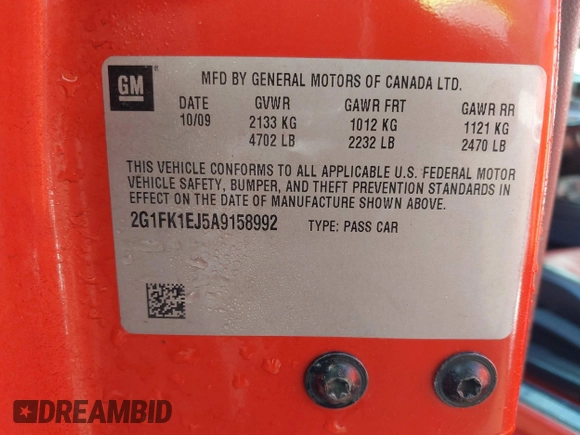 GM
®
MFD BY GENERAL MOTORS OF CANADA LTD.
DATE GVWR GAWR FRT GAWR RR
10/09 2133 KG 1012 KG 1121 KG
4702 LB 2232 LB 2470 LB
THIS VEHICLE CONFORMS TO ALL APPLICABLE U.S. FEDERAL MOTOR
VEHICLE SAFETY, BUMPER, AND THEFT PREVENTION STANDARDS IN
EFFECT ON THE DATE OF MANUFACTURE SHOWN ABOVE.
2G1FK1EJ5A9158992 TYPE: PASS CAR
DREAMBID